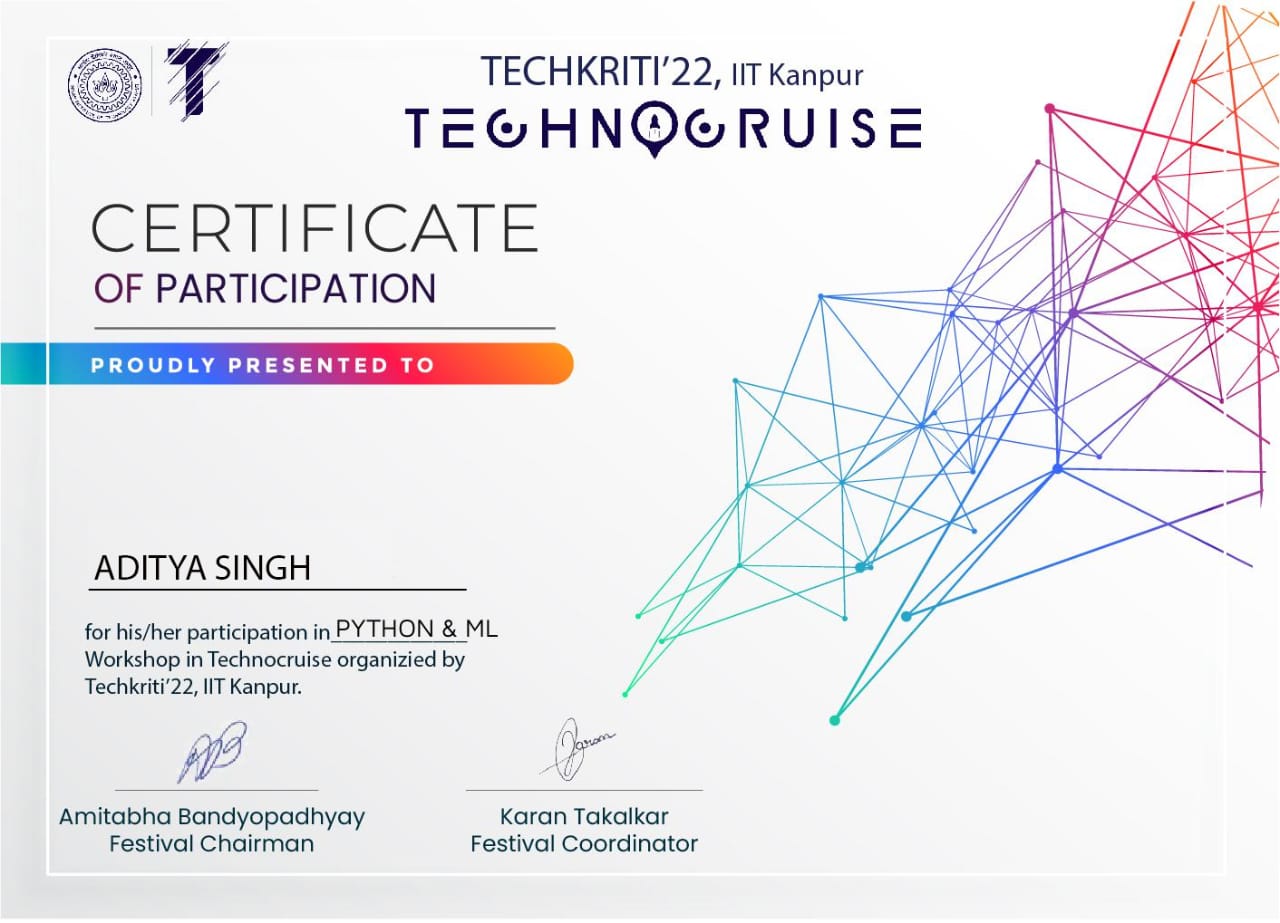 TECHKRITI’22, IIT Kanpur
TECHNOCRUISE
CERTIFICATE
OF PARTICIPATION
PROUDLY PRESENTED TO
ADITYA SINGH
for his/her participation in PYTHON & ML
Workshop in Technocruise organizied by
Techkriti’22, IIT Kanpur.
Amitabha Bandyopadhyay
Festival Chairman
Karan Takalkar
Festival Coordinator